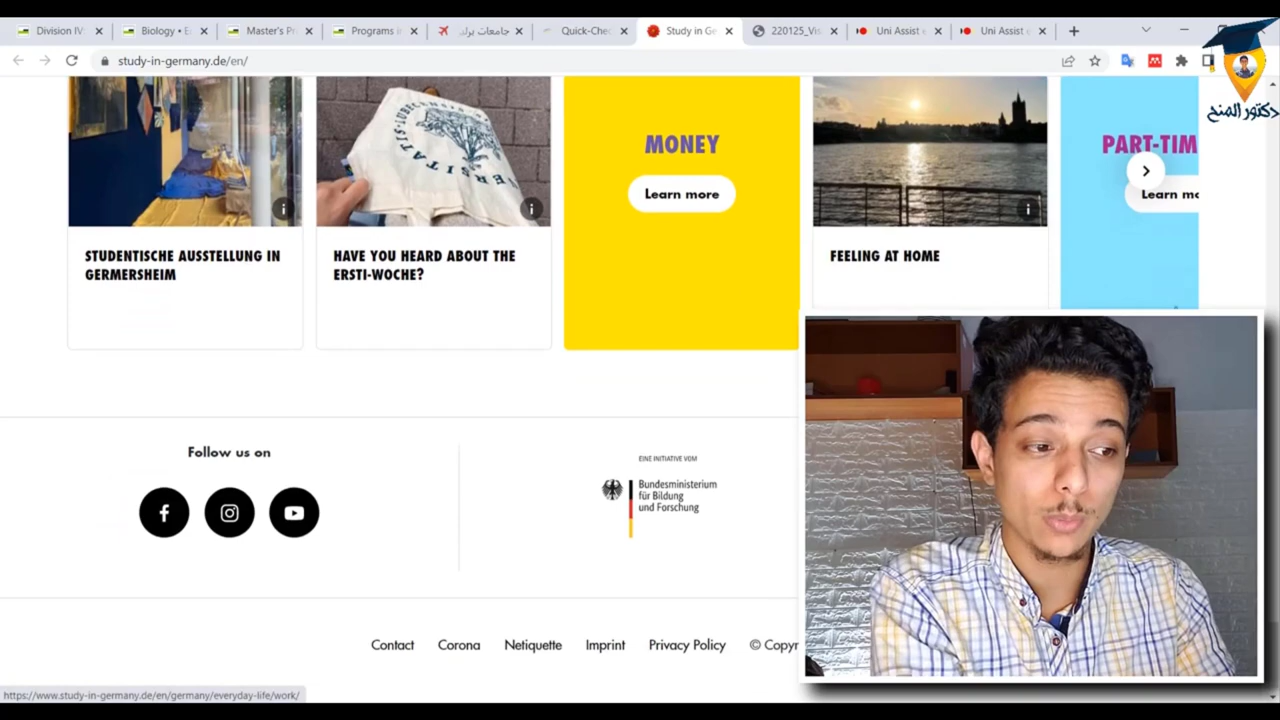 Division IV:
Biology • E
Master's Pr
Programs in
جامعات برل
Quick-Chec
Study in Ge
220125_Vis
Uni Assist e
Uni Assist e
study-in-germany.de/en/
دكتور المنح
MONEY
Learn more
PART-TIM
Learn mo
STUDENTISCHE AUSSTELLUNG IN
GERMERSHEIM
HAVE YOU HEARD ABOUT THE
ERSTI-WOCHE?
FEELING AT HOME
Follow us on
EINE INITIATIVE VOM
Bundesministerium
für Bildung
und Forschung
Contact Corona Netiquette Imprint Privacy Policy © Copyr
https://www.study-in-germany.de/en/germany/everyday-life/work/